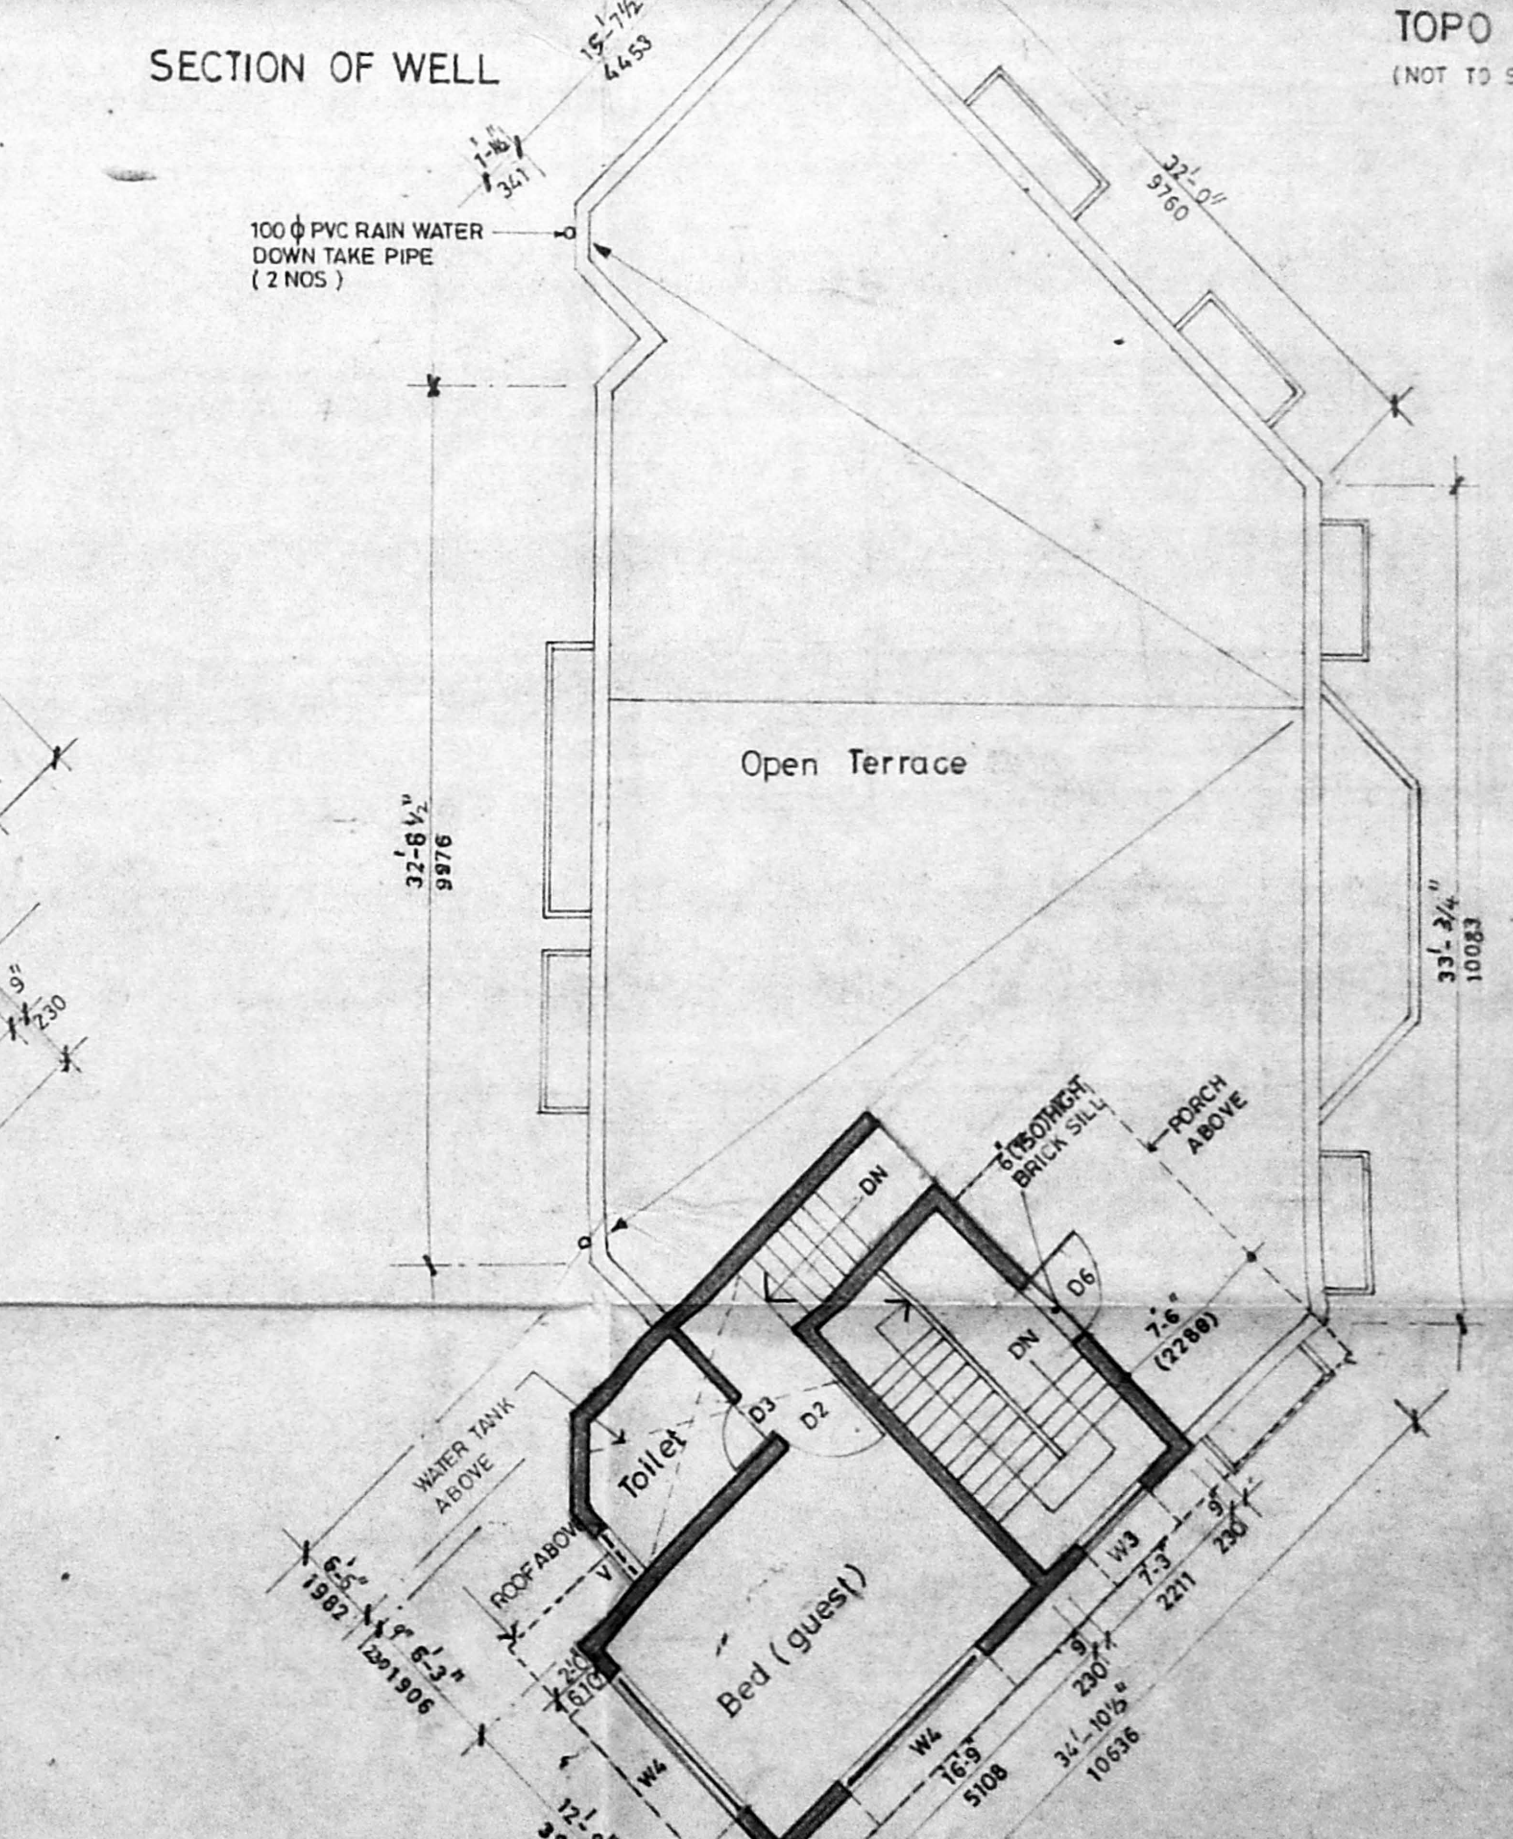 SECTION OF WELL
TOPO
(NOT TO
15'-7½
4453
341
100 ϕ PVC RAIN WATER
DOWN TAKE PIPE
( 2 NOS )
32'-0"
9760
Open Terrace
32'-8½"
9976
33'-3/4"
10083
9"
230
6"(150)HIGH
BRICK SILL
PORCH
ABOVE
DN
D6
DN
7'-6"
(2288)
WATER TANK
ABOVE
D3
D2
Toilet
ROOF ABOVE
V
6'-5"
1982
9"
230
6'-3"
1906
2'-0"
610
Bed (guest)
W3
7'-3"
2211
9"
230
9"
230
34'-10½"
10636
W4
16'-9"
5108
W4
12'-